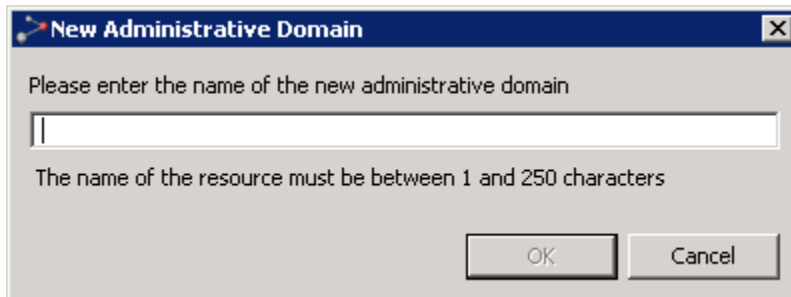 New Administrative Domain
Please enter the name of the new administrative domain
The name of the resource must be between 1 and 250 characters
OK
Cancel